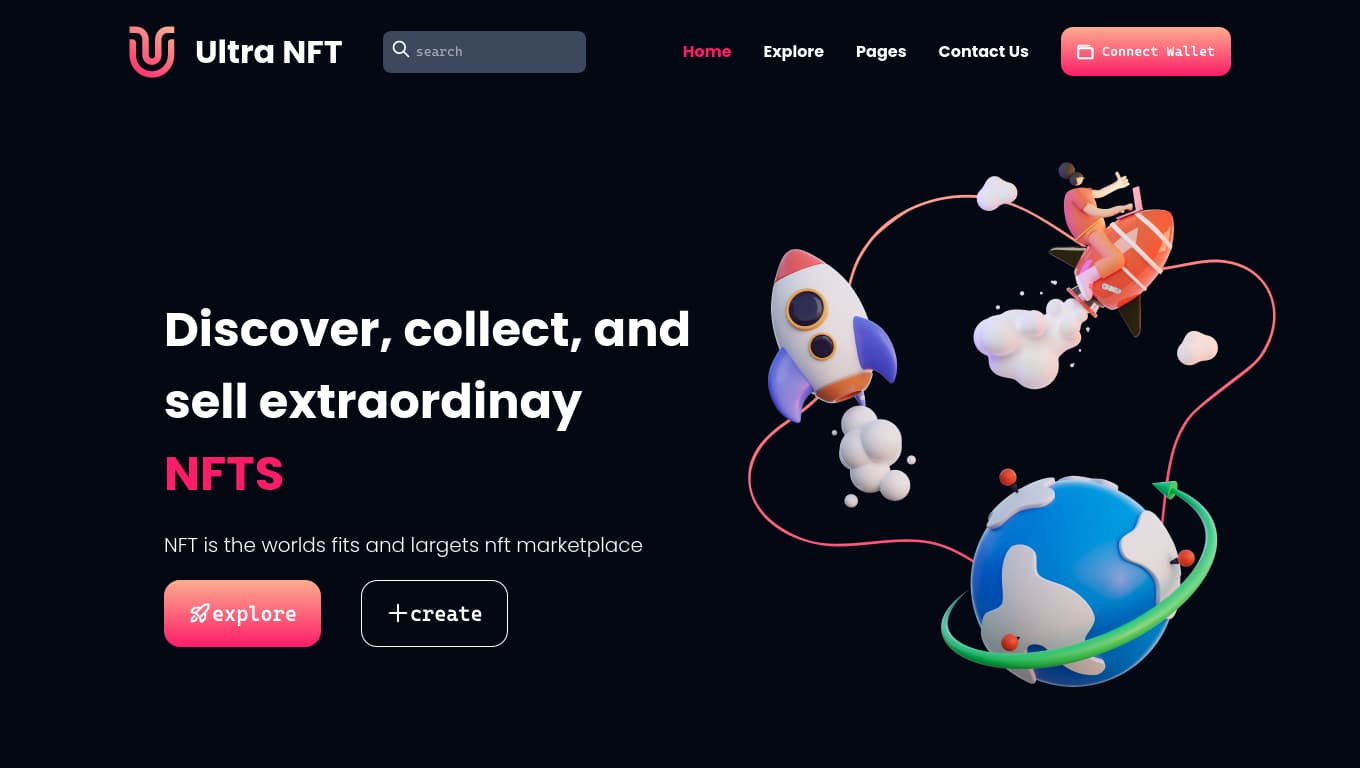 Ultra NFT
search
Home
Explore
Pages
Contact Us
Connect Wallet
Discover, collect, and
sell extraordinay
NFTS
NFT is the worlds fits and largets nft marketplace
explore
create